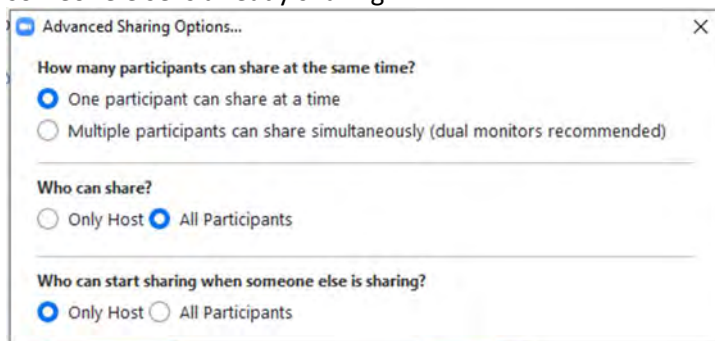 Advanced Sharing Options...
How many participants can share at the same time?
One participant can share at a time
Multiple participants can share simultaneously (dual monitors recommended)
Who can share?
Only Host All Participants
Who can start sharing when someone else is sharing?
Only Host All Participants